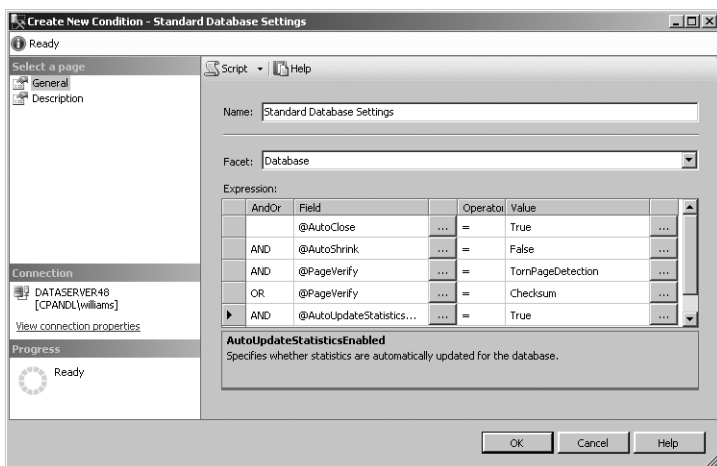 Create New Condition - Standard Database Settings
Ready
Select a page
General
Description
Script
Help
Name: Standard Database Settings
Facet: Database
Expression:
AndOr Field Operator Value
@AutoClose ... = True ...
AND @AutoShrink ... = False ...
AND @PageVerify ... = TornPageDetection ...
OR @PageVerify ... = Checksum ...
AND @AutoUpdateStatistics... ... = True ...
AutoUpdateStatisticsEnabled
Specifies whether statistics are automatically updated for the database.
Connection
DATASERVER48
[CPANDL\williams]
View connection properties
Progress
Ready
OK Cancel Help